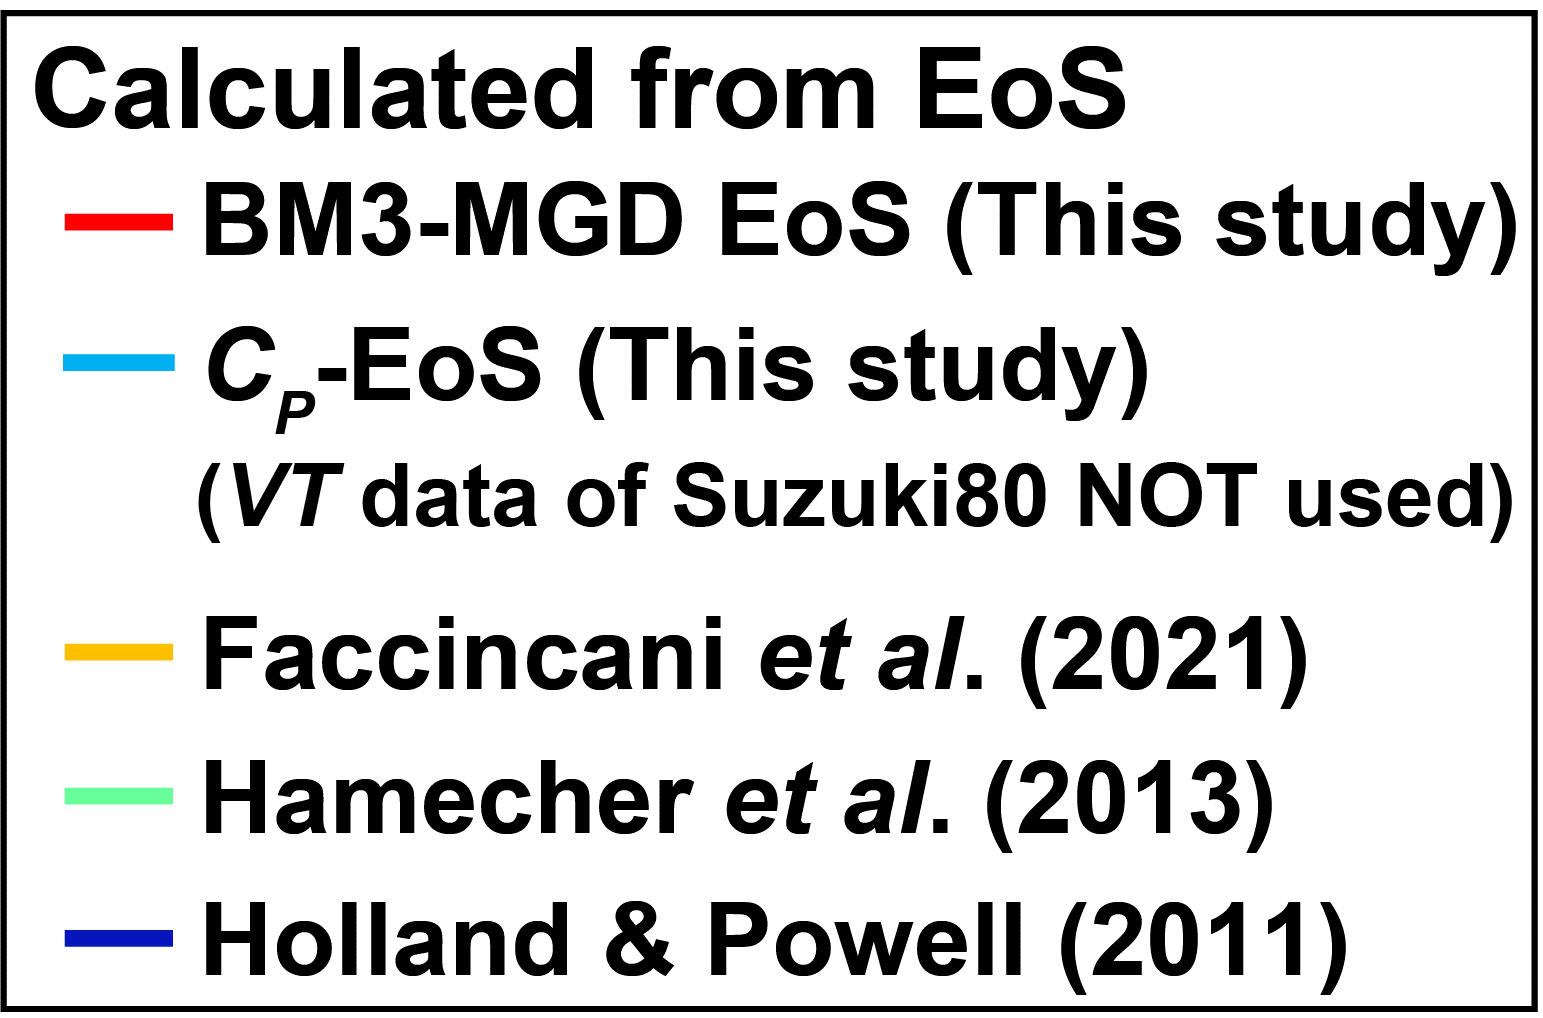 Calculated from EoS
BM3-MGD EoS (This study)
CP-EoS (This study)
(VT data of Suzuki80 NOT used)
Faccincani et al. (2021)
Hamecher et al. (2013)
Holland & Powell (2011)